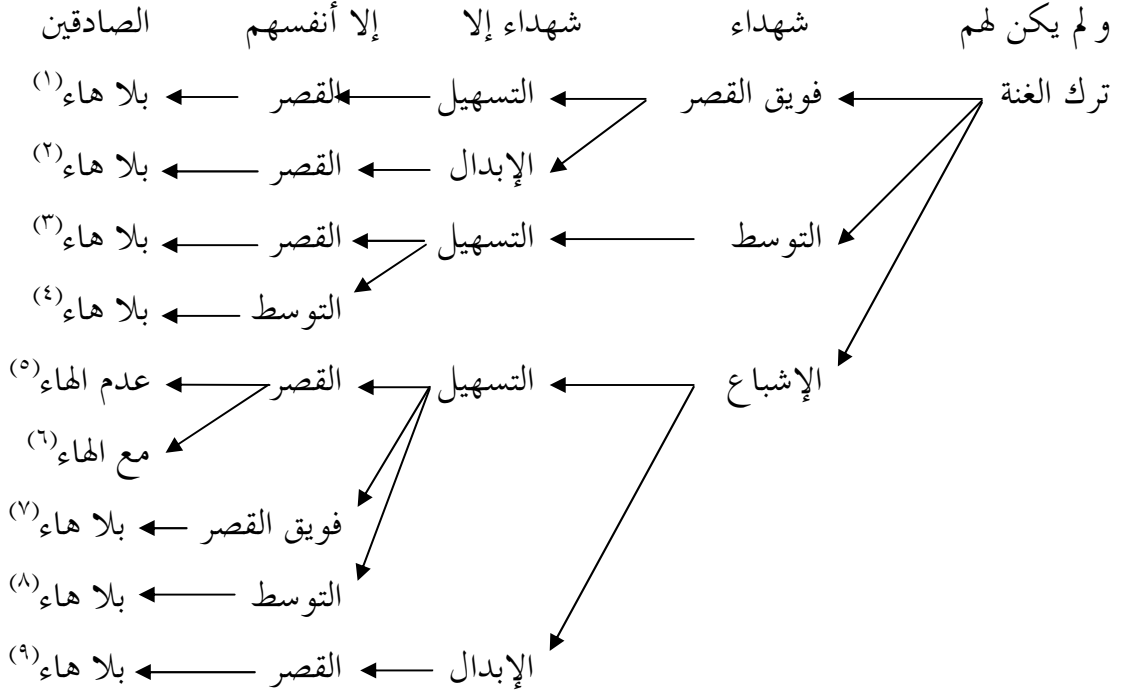 و لم يكن لهم شهداء شهداء إلا إلا أنفسهم الصادقين
ترك الغنة فويق القصر التسهيل القصر بلا هاء(١)
الإبدال القصر بلا هاء(٢)
التوسط التسهيل القصر بلا هاء(٣)
التوسط بلا هاء(٤)
الإشباع التسهيل القصر عدم الهاء(٥)
مع الهاء(٦)
فويق القصر بلا هاء(٧)
التوسط بلا هاء(٨)
الإبدال القصر بلا هاء(٩)